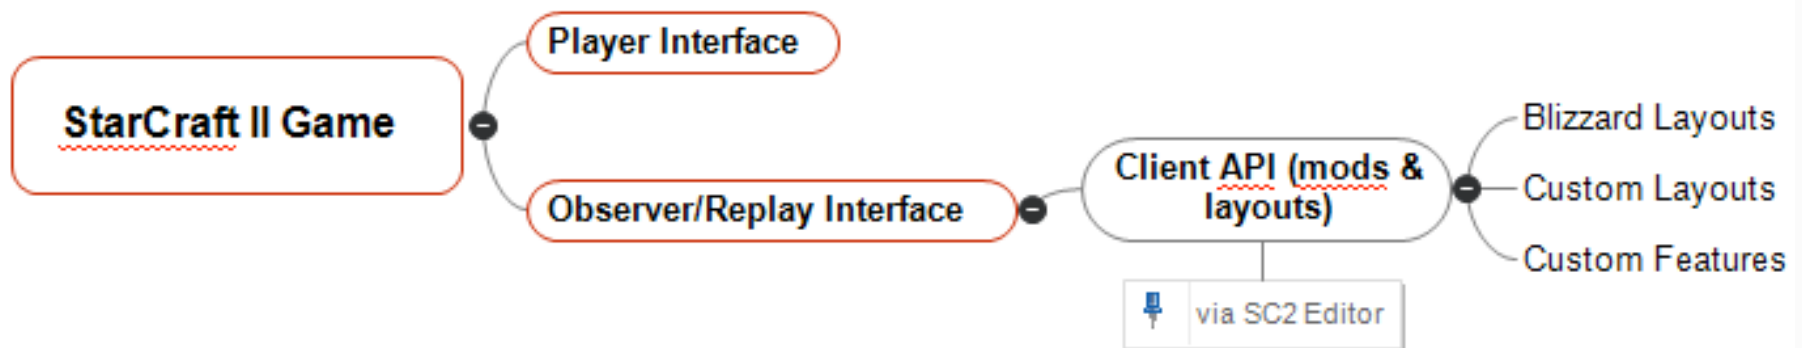 Player Interface
StarCraft II Game
Observer/Replay Interface
Client API (mods &
layouts)
via SC2 Editor
Blizzard Layouts
Custom Layouts
Custom Features